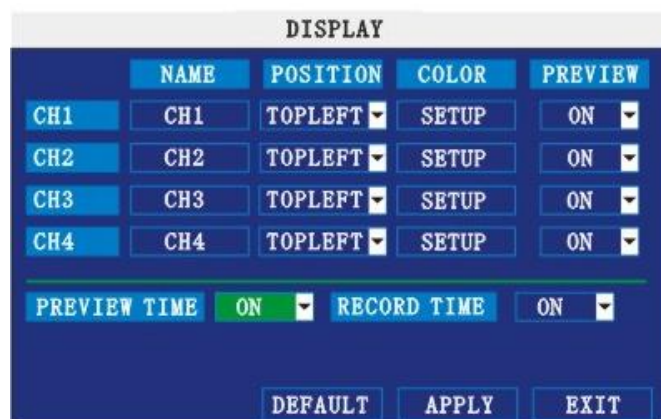 DISPLAY
NAME POSITION COLOR PREVIEW
CH1 CH1 TOPLEFT SETUP ON
CH2 CH2 TOPLEFT SETUP ON
CH3 CH3 TOPLEFT SETUP ON
CH4 CH4 TOPLEFT SETUP ON
PREVIEW TIME ON RECORD TIME ON
DEFAULT APPLY EXIT